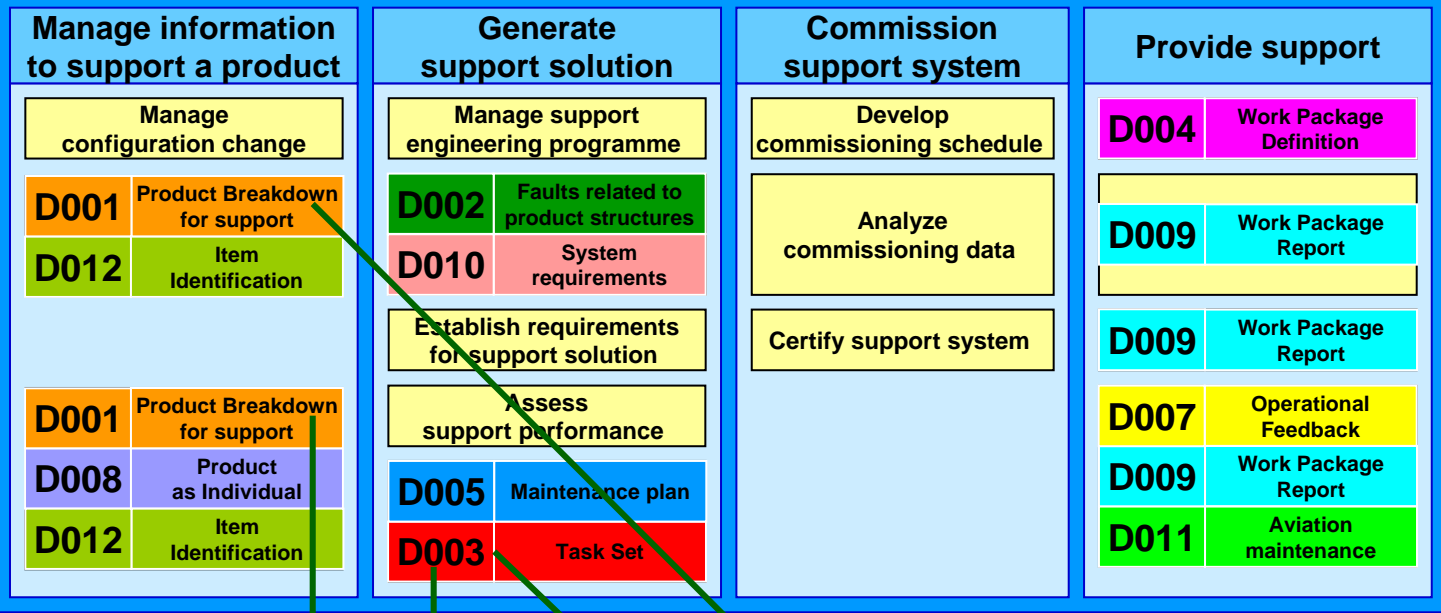 Manage information
to support a product
Manage
configuration change
D001
Product Breakdown
for support
D012
Item
Identification
D001
Product Breakdown
for support
D008
Product
as Individual
D012
Item
Identification
Generate
support solution
Manage support
engineering programme
D002
Faults related to
product structures
D010
System
requirements
Establish requirements
for support solution
Assess
support performance
D005
Maintenance plan
D003
Task Set
Commission
support system
Develop
commissioning schedule
Analyze
commissioning data
Certify support system
Provide support
D004
Work Package
Definition
D009
Work Package
Report
D009
Work Package
Report
D007
Operational
Feedback
D009
Work Package
Report
D011
Aviation
maintenance